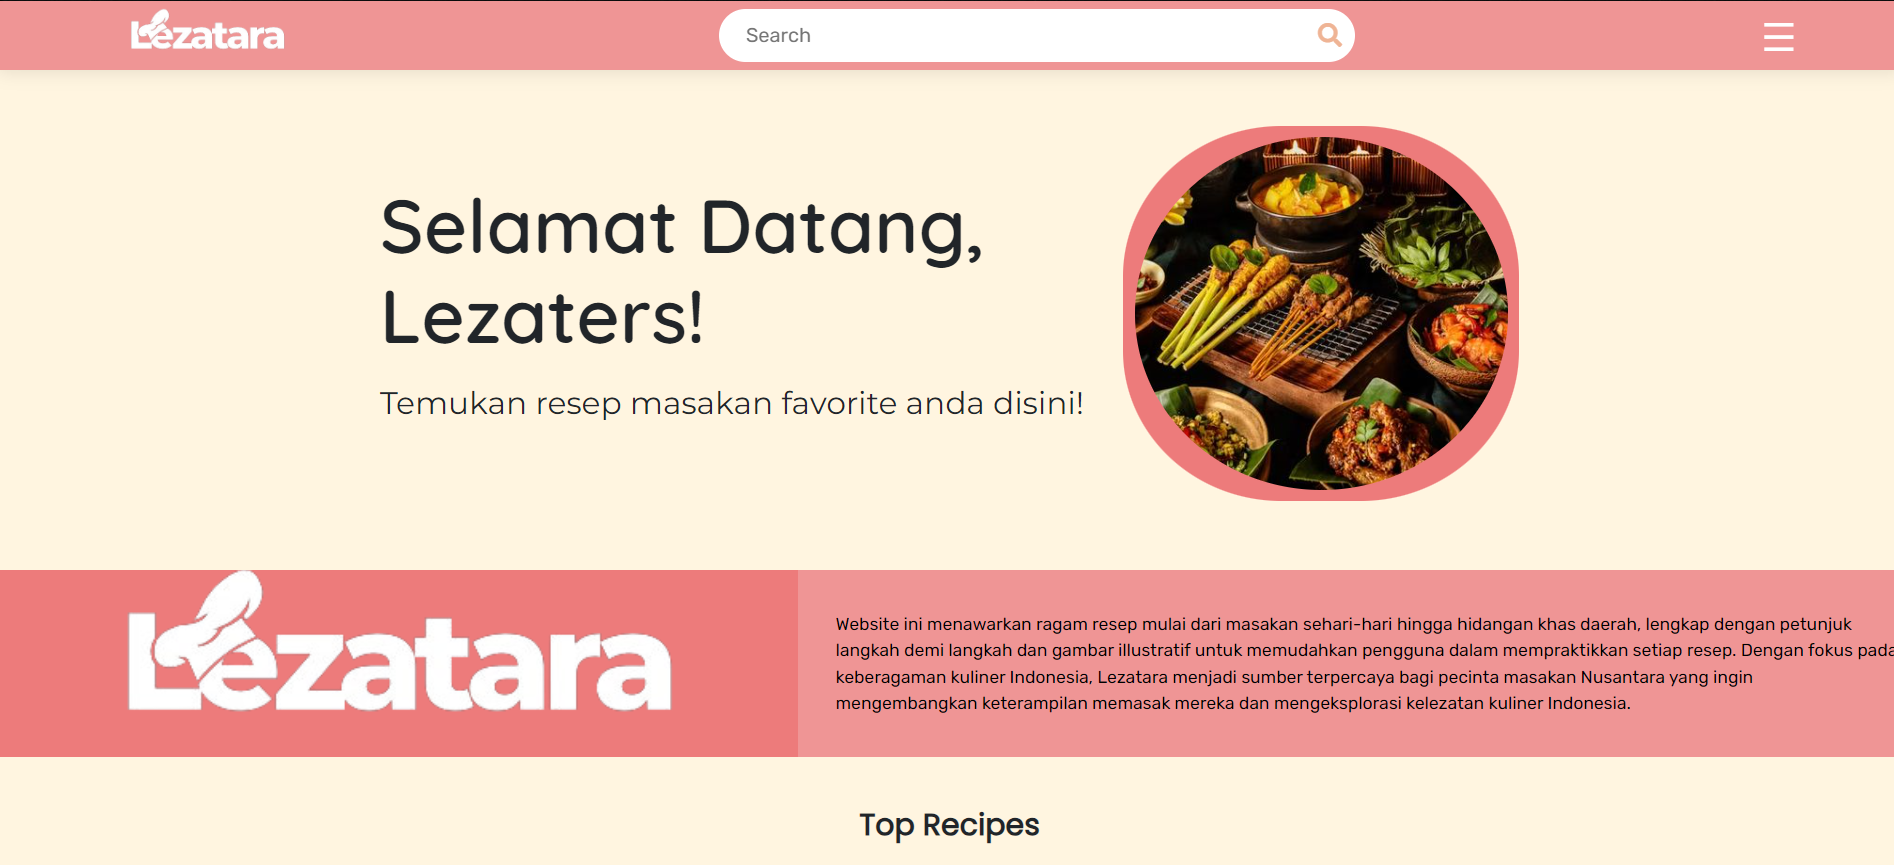 Lezatara
Search
Selamat Datang,
Lezaters!
Temukan resep masakan favorite anda disini!
Lezatara
Website ini menawarkan ragam resep mulai dari masakan sehari-hari hingga hidangan khas daerah, lengkap dengan petunjuk
langkah demi langkah dan gambar illustratif untuk memudahkan pengguna dalam mempraktikkan setiap resep. Dengan fokus pada
keberagaman kuliner Indonesia, Lezatara menjadi sumber terpercaya bagi pecinta masakan Nusantara yang ingin
mengembangkan keterampilan memasak mereka dan mengeksplorasi kelezatan kuliner Indonesia.
Top Recipes